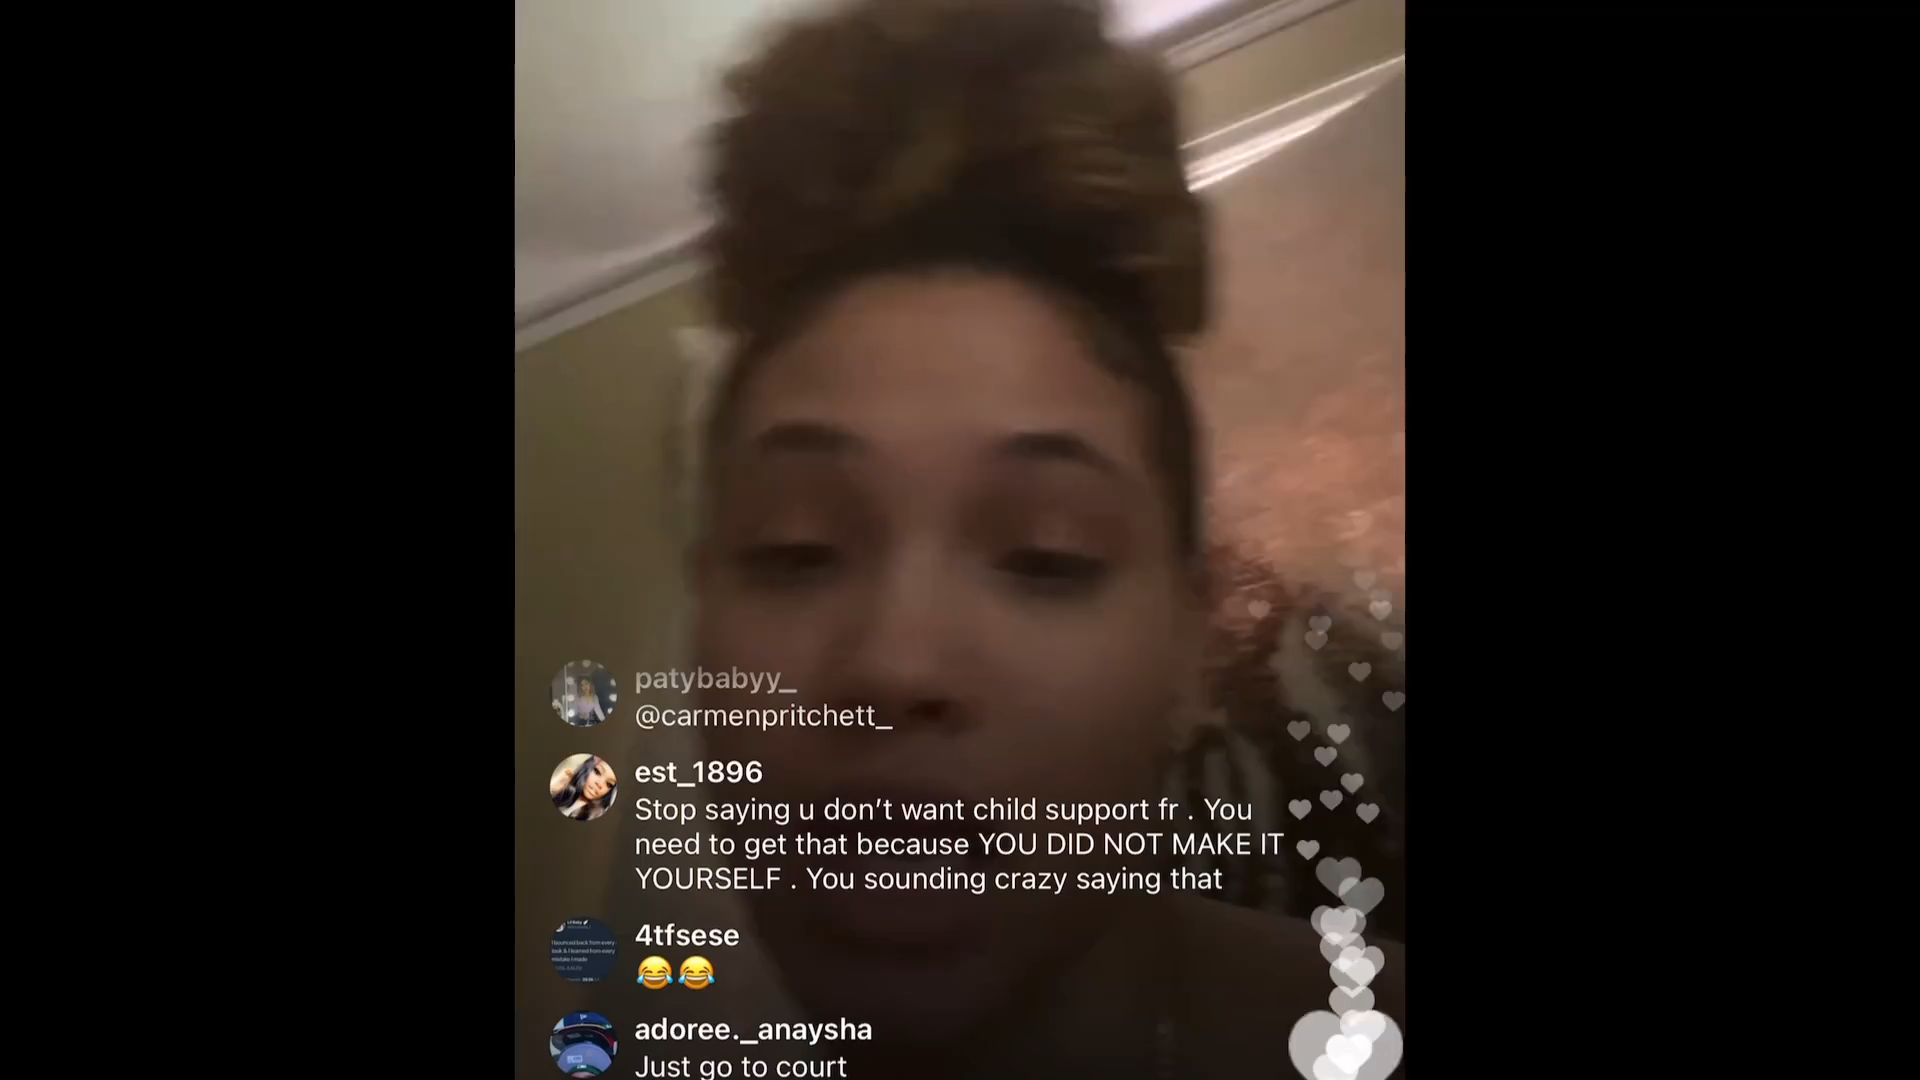 patybabyy_
@carmenpritchett_
est_1896
Stop saying u don’t want child support fr . You
need to get that because YOU DID NOT MAKE IT
YOURSELF . You sounding crazy saying that
4tfsese
😂😂
adoree._anaysha
Just go to court